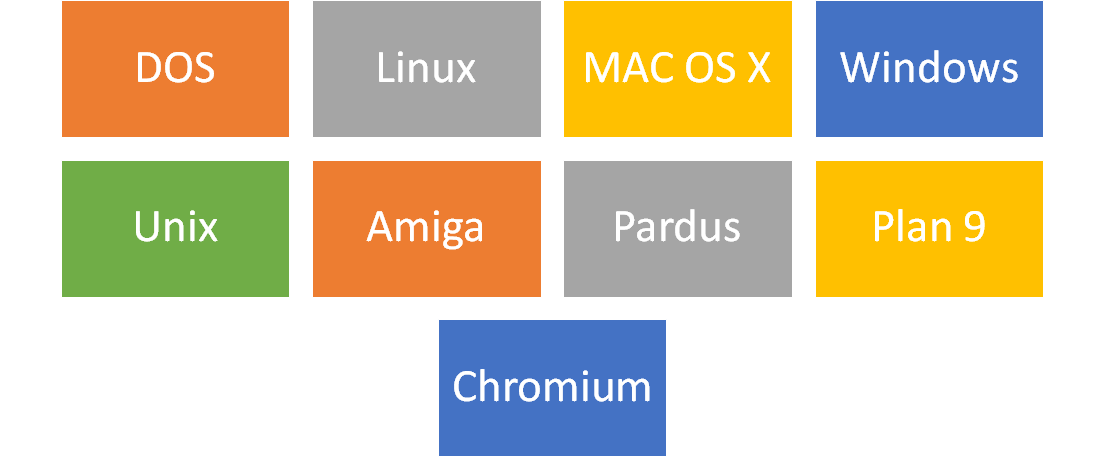 DOS
Linux
MAC OS X
Windows
Unix
Amiga
Pardus
Plan 9
Chromium